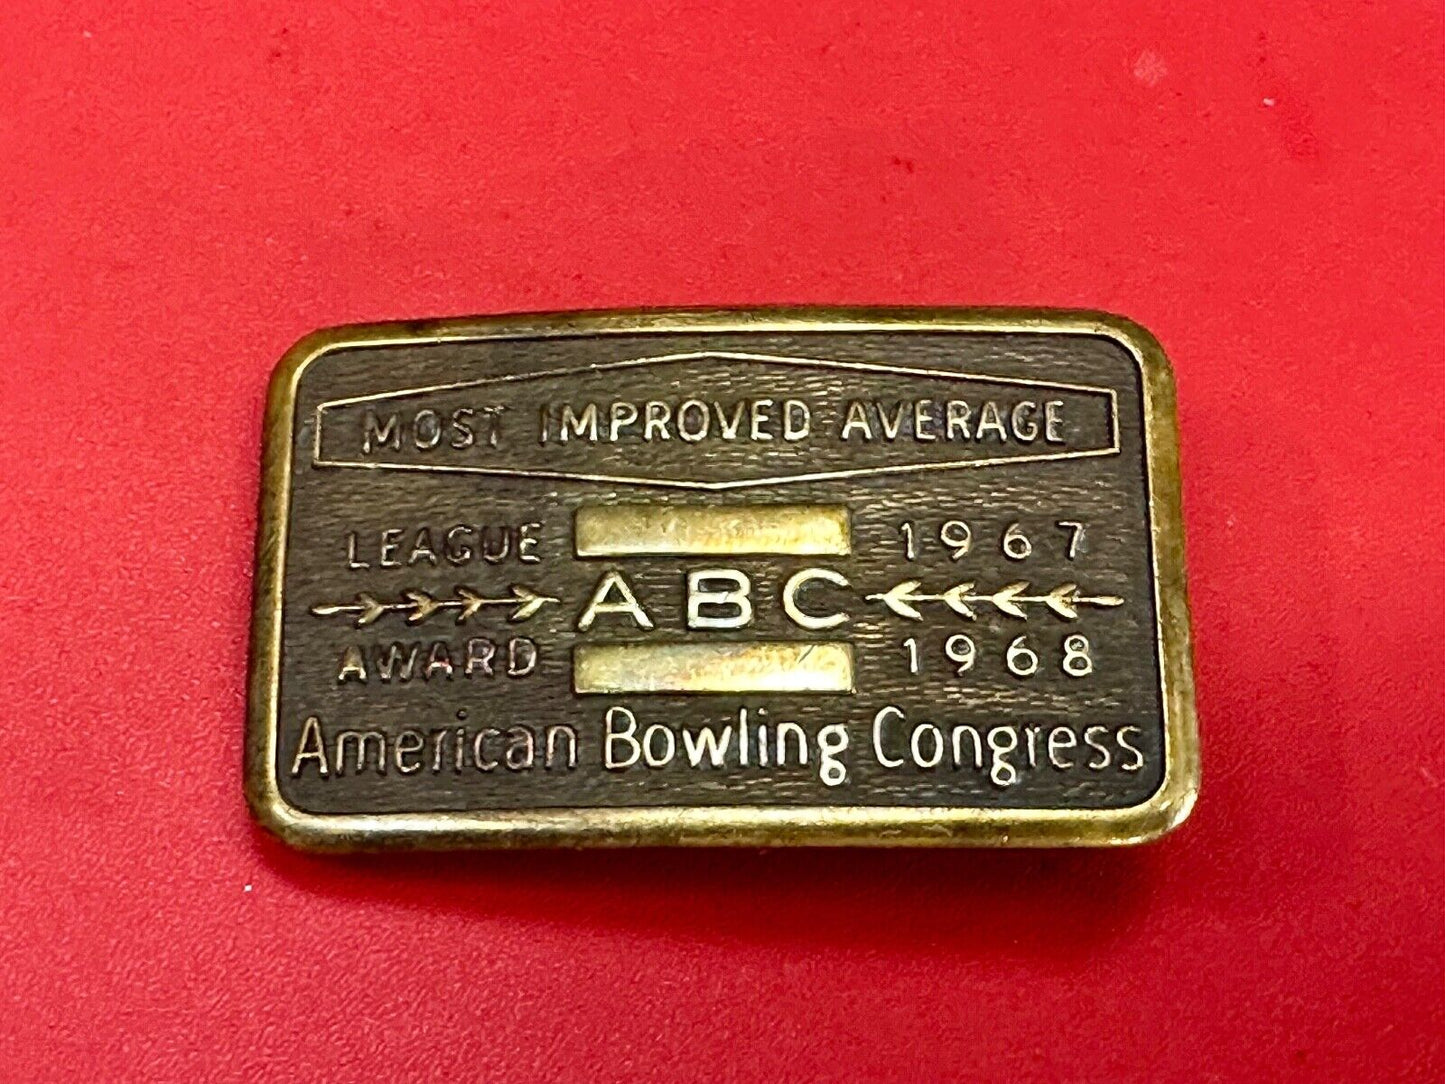 MOST IMPROVED AVERAGE
LEAGUE 1967
ABC
AWARD 1968
American Bowling Congress